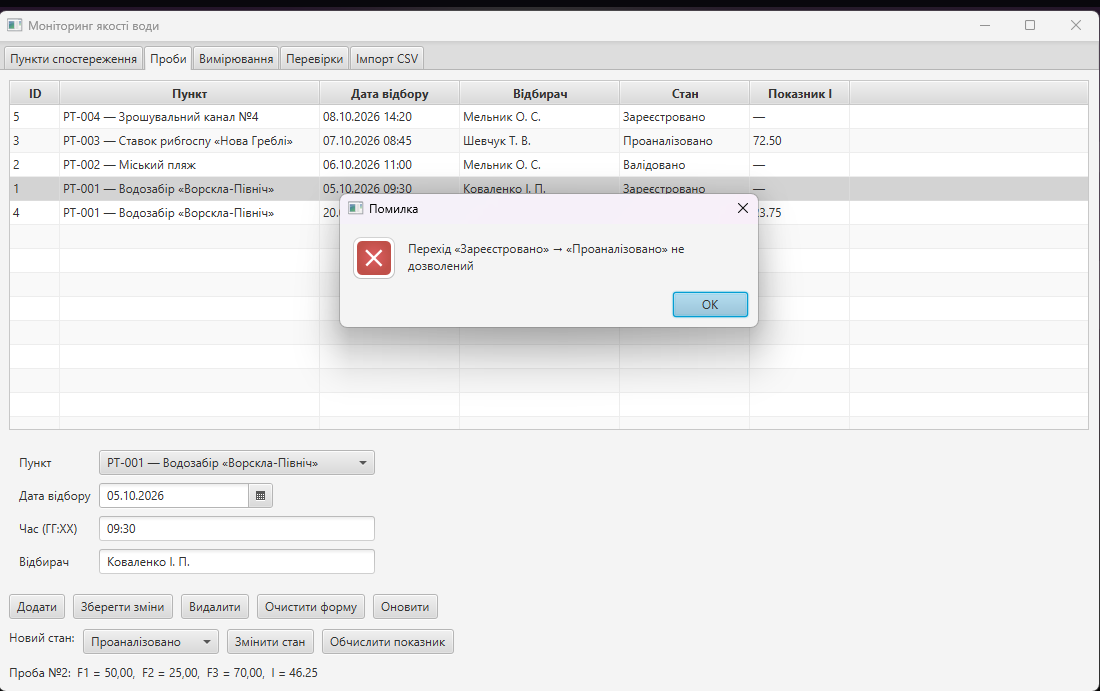 Моніторинг якості води
Пункти спостереження Проби Вимірювання Перевірки Імпорт CSV
ID Пункт Дата відбору Відбирач Стан Показник I
5 РТ-004 — Зрошувальний канал №4 08.10.2026 14:20 Мельник О. С. Зареєстровано —
3 РТ-003 — Ставок рибгоспу «Нова Греблі» 07.10.2026 08:45 Шевчук Т. В. Проаналізовано 72.50
2 РТ-002 — Міський пляж 06.10.2026 11:00 Мельник О. С. Валідовано —
1 РТ-001 — Водозабір «Ворскла-Північ» 05.10.2026 09:30 Коваленко І. П. Зареєстровано —
4 РТ-001 — Водозабір «Ворскла-Північ» 20. 3.75
Помилка
Перехід «Зареєстровано» → «Проаналізовано» не
дозволений
OK
Пункт РТ-001 — Водозабір «Ворскла-Північ»
Дата відбору 05.10.2026
Час (ГГ:ХХ) 09:30
Відбирач Коваленко І. П.
Додати Зберегти зміни Видалити Очистити форму Оновити
Новий стан: Проаналізовано Змінити стан Обчислити показник
Проба №2: F1 = 50,00, F2 = 25,00, F3 = 70,00, I = 46.25